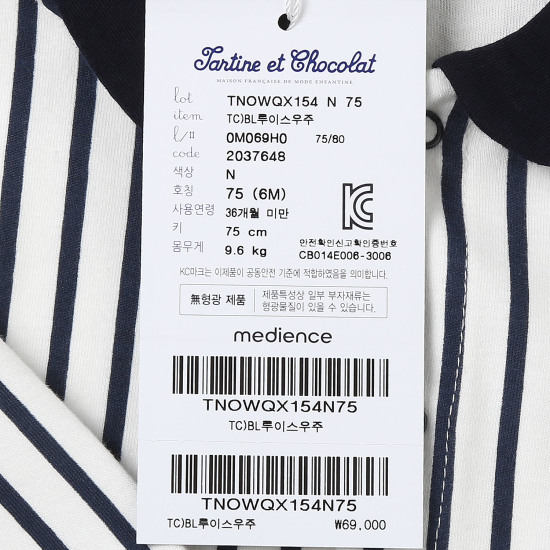 Tartine et Chocolat
MAISON FRANÇAISE DE MODE ENFANTINE
lot TNOWQX154 N 75
item TC)BL루이스우주
l/n 0M069H0 75/80
code 2037648
색상 N
호칭 75 (6M)
사용연령 36개월 미만
키 75 cm
몸무게 9.6 kg
안전확인신고확인증번호
CB014E006-3006
KC마크는 이제품이 공통안전 기준에 적합하였음을 의미합니다.
無형광 제품
제품특성상 일부 부자재류는
형광물질이 있을 수 있습니다.
medience
TNOWQX154N75
TC)BL루이스우주
TNOWQX154N75
TC)BL루이스우주 ₩69,000